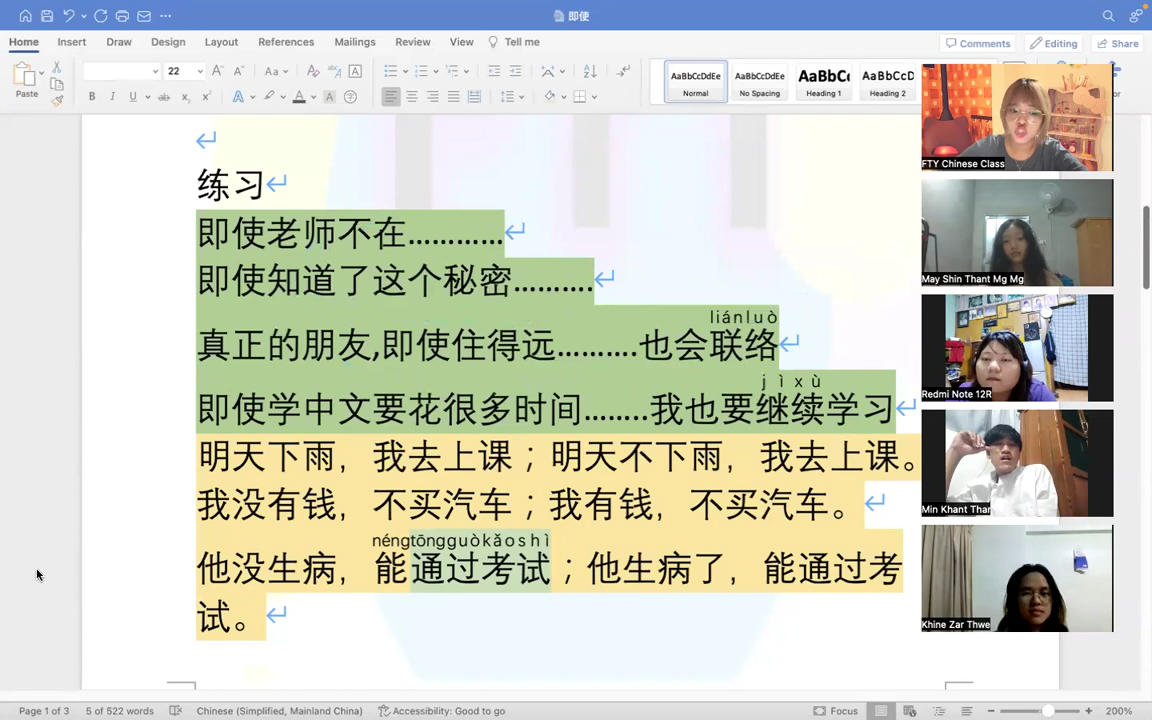 即使
Home Insert Draw Design Layout References Mailings Review View Tell me
Comments Editing Share
Paste
22
Aa
AaBbCcDdEe AaBbCcDdEe AaBbC AaBbCcD
Normal No Spacing Heading 1 Heading 2
练习
即使老师不在…………
即使知道了这个秘密……….
liánluò
真正的朋友,即使住得远……….也会联络
jìxù
即使学中文要花很多时间……..我也要继续学习
明天下雨，我去上课；明天不下雨，我去上课。
我没有钱，不买汽车；我有钱，不买汽车。
néngtōngguòkǎoshì
他没生病，能通过考试；他生病了，能通过考
试。
FTY Chinese Class
May Shin Thant Mg Mg
Redmi Note 12R
Min Khant Thar
Khine Zar Thwe
Page 1 of 3 5 of 522 words Chinese (Simplified, Mainland China) Accessibility: Good to go Focus 200%